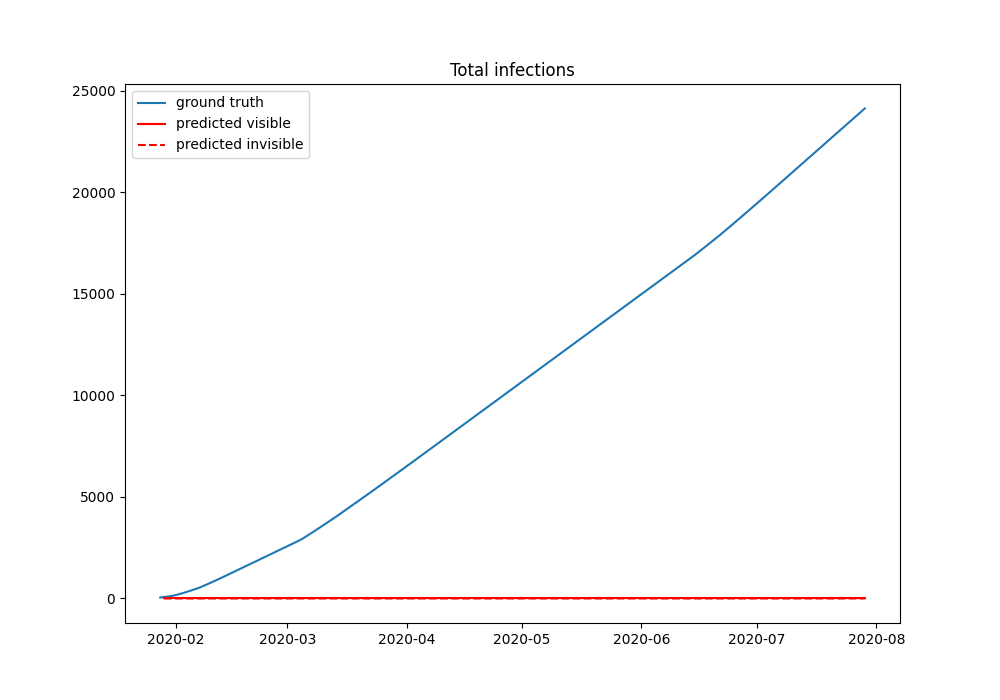 Total infections
ground truth
predicted visible
predicted invisible
25000
20000
15000
10000
5000
0
2020-02 2020-03 2020-04 2020-05 2020-06 2020-07 2020-08